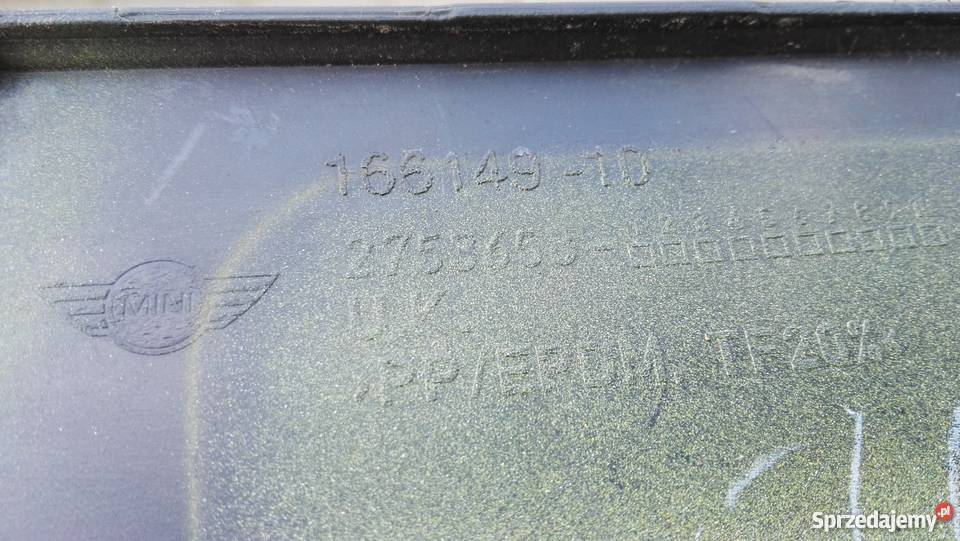 166149-10
MINI
U.K.
PP/EPDM, TF20%
Sprzedajemy.pl